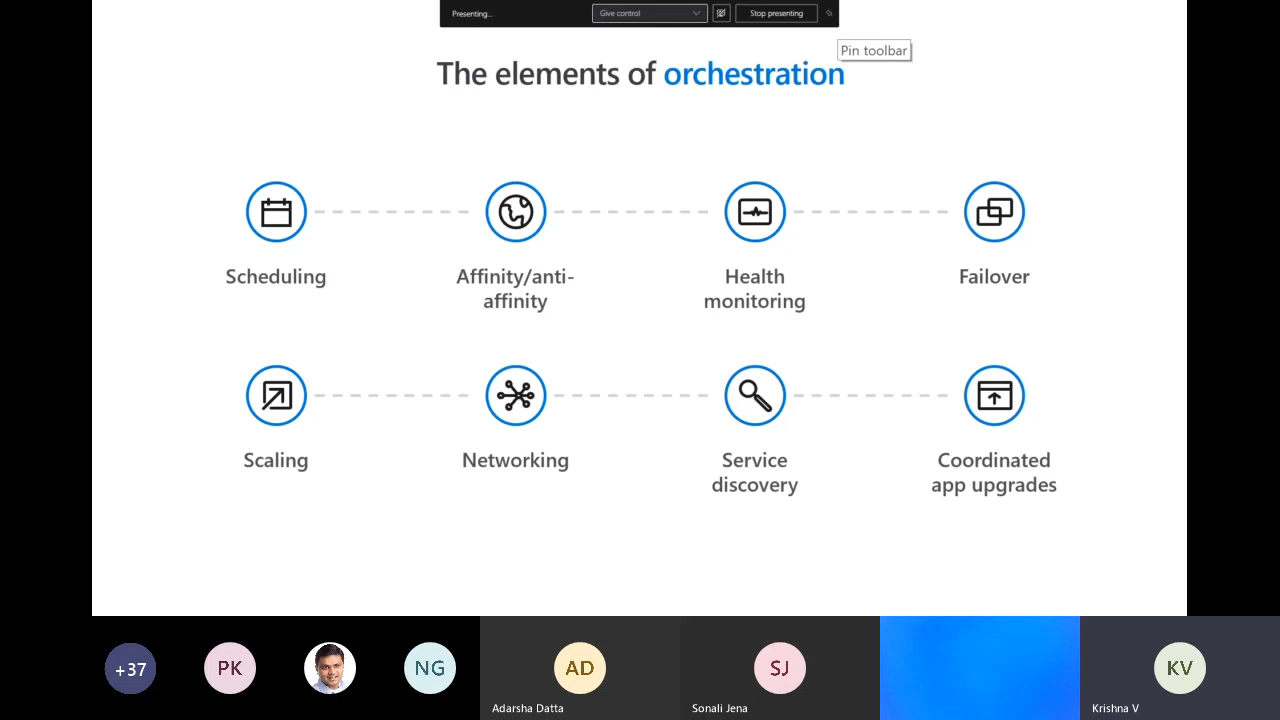 Presenting...
Give control
Stop presenting
Pin toolbar
The elements of orchestration
Scheduling
Affinity/anti-
affinity
Health
monitoring
Failover
Scaling
Networking
Service
discovery
Coordinated
app upgrades
+37
PK
NG
AD
Adarsha Datta
SJ
Sonali Jena
KV
Krishna V